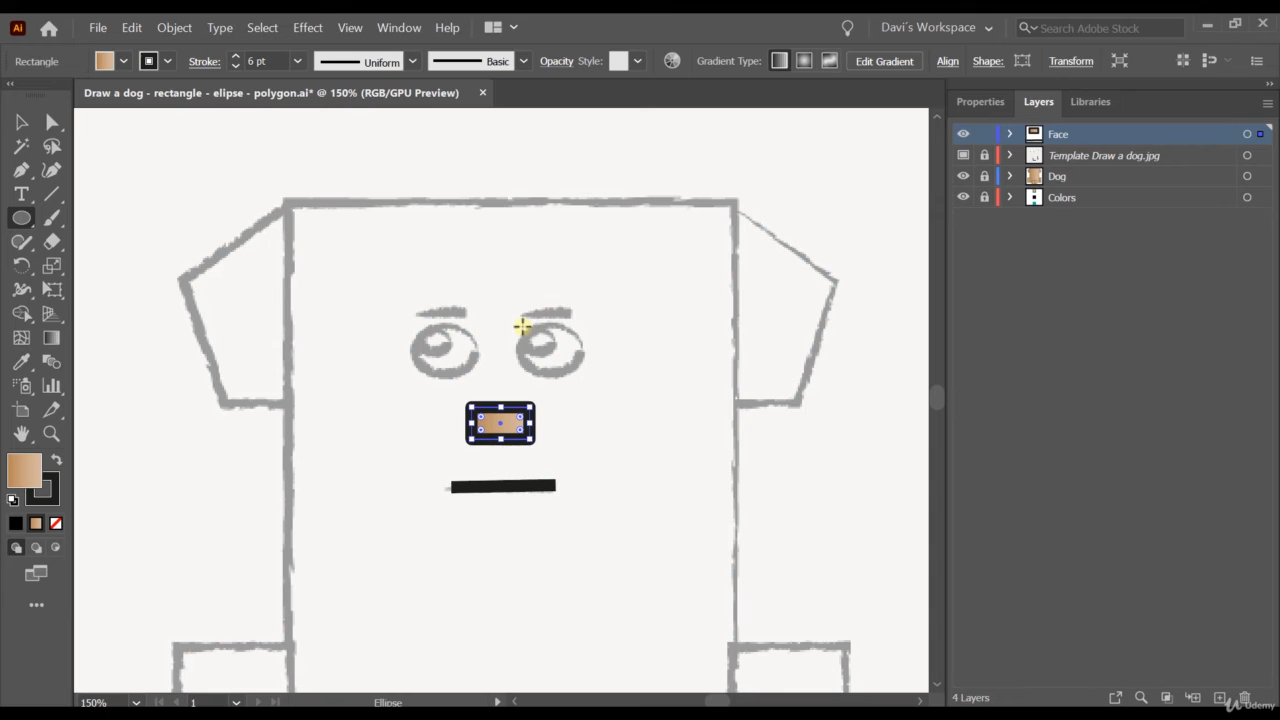 Ai File Edit Object Type Select Effect View Window Help Davi's Workspace Search Adobe Stock
Rectangle Stroke: 6 pt Uniform Basic Opacity Style: Gradient Type: Edit Gradient Align Shape: Transform
Draw a dog - rectangle - elipse - polygon.ai* @ 150% (RGB/GPU Preview)
Properties Layers Libraries
Face
Template Draw a dog.jpg
Dog
Colors
150% 1 Ellipse 4 Layers
Udemy